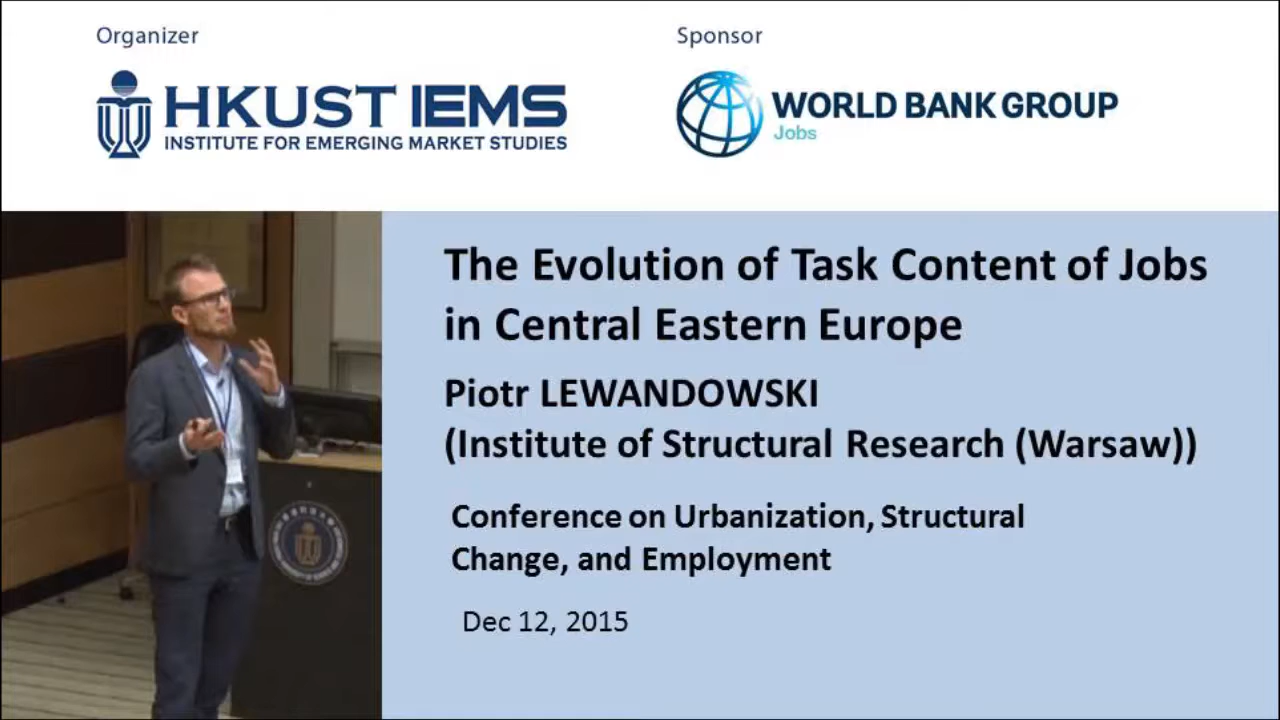 Organizer
Sponsor
HKUST IEMS
INSTITUTE FOR EMERGING MARKET STUDIES
WORLD BANK GROUP
Jobs
The Evolution of Task Content of Jobs
in Central Eastern Europe
Piotr LEWANDOWSKI
(Institute of Structural Research (Warsaw))
Conference on Urbanization, Structural
Change, and Employment
Dec 12, 2015